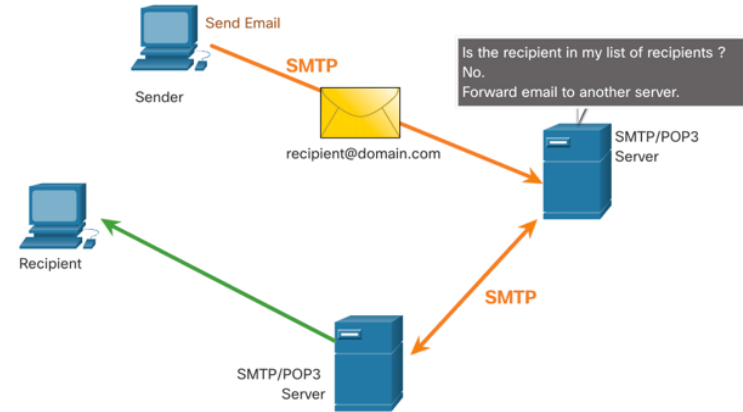 Send Email
SMTP
Is the recipient in my list of recipients ?
No.
Forward email to another server.
Sender
recipient@domain.com
SMTP/POP3
Server
Recipient
SMTP
SMTP/POP3
Server